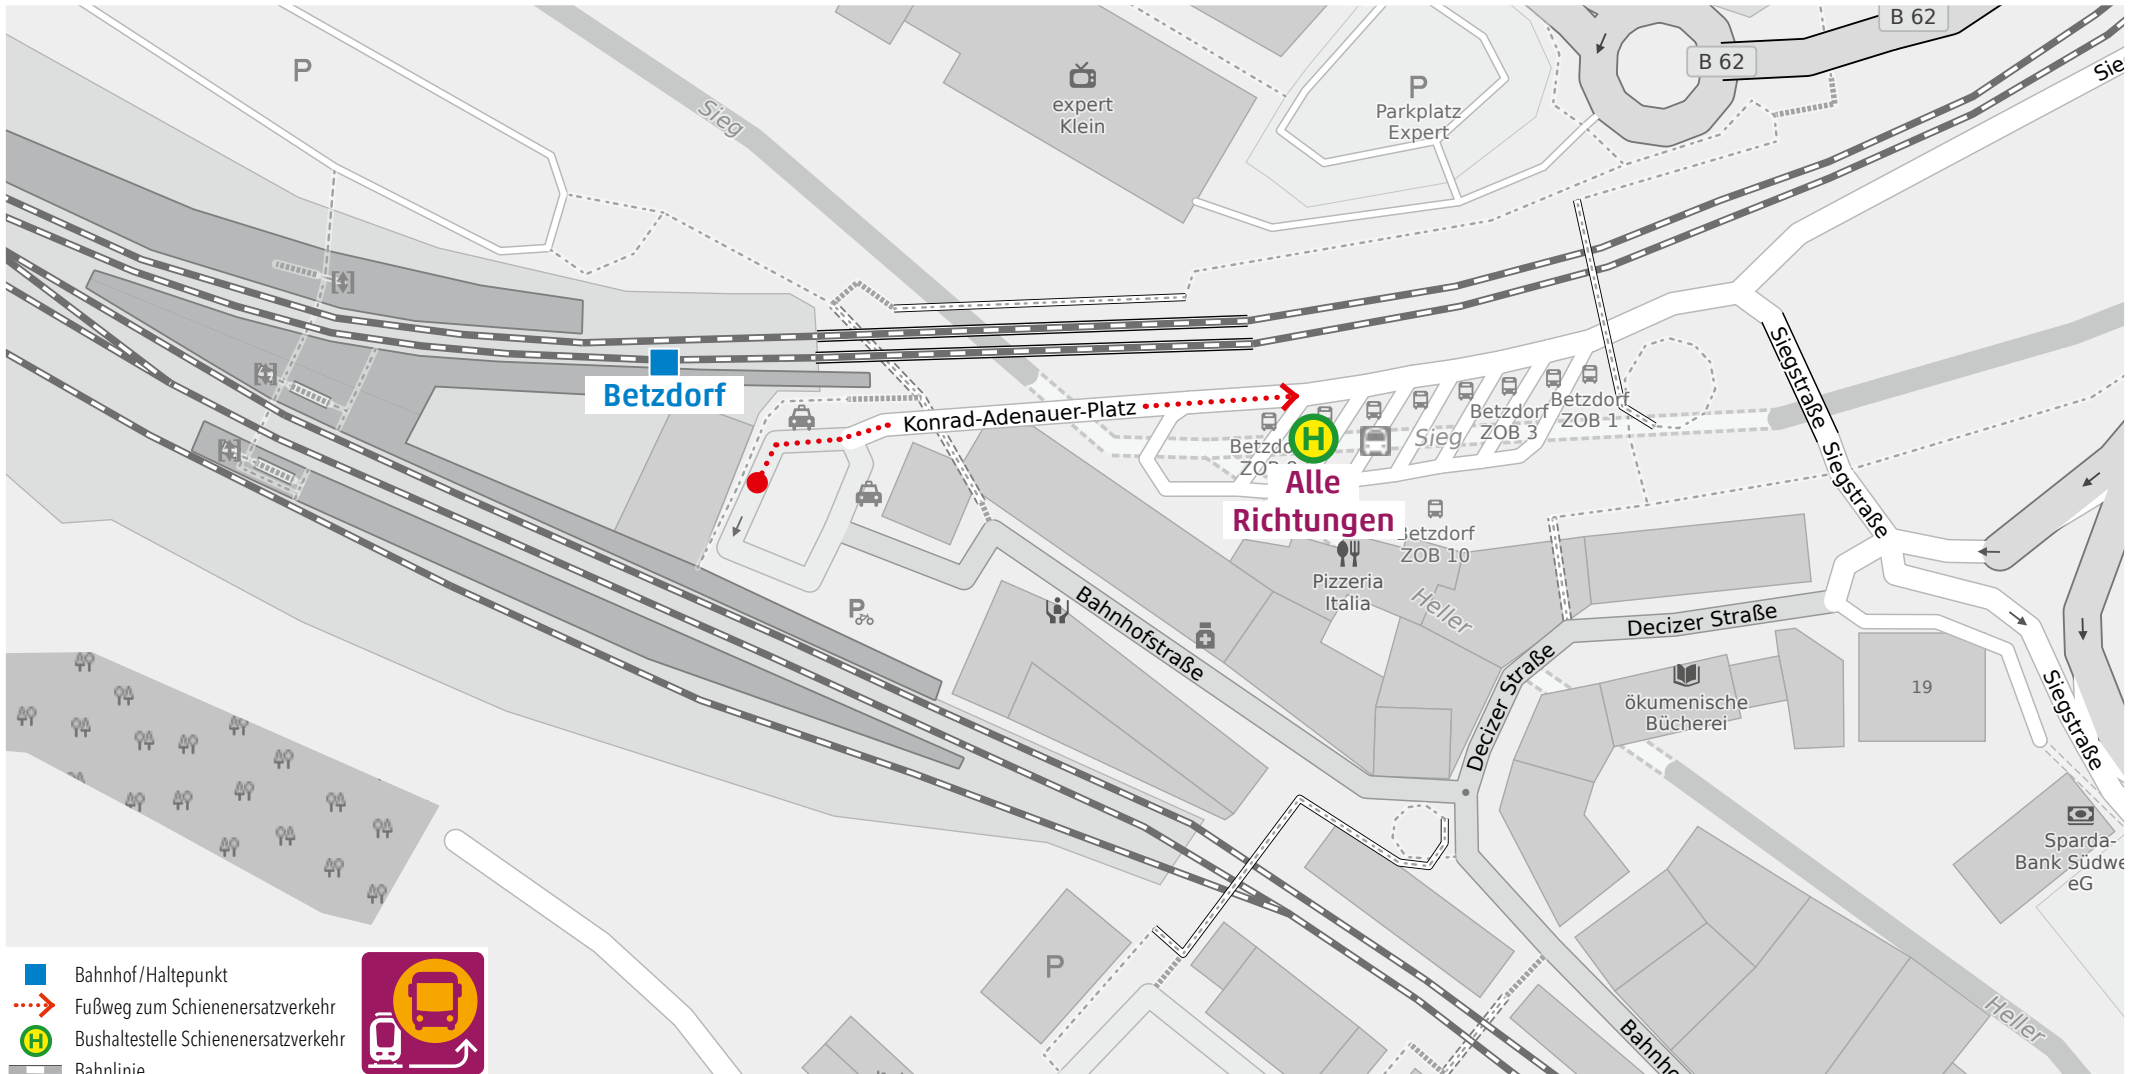 B 62
B 62
P
Sieg
expert
Klein
P
Parkplatz
Expert
Betzdorf
Konrad-Adenauer-Platz
Betzdorf
ZOB 3
Betzdorf
ZOB 1
Sieg
H
Alle
Richtungen
Betzdorf
ZOB 10
Siegstraße
Siegstraße
Pizzeria
Italia
Heller
P
Bahnhofstraße
Decizer Straße
Decizer Straße
ökumenische
Bücherei
19
Siegstraße
Sparda-
Bank Südwe
eG
P
Heller
Bahnho
Bahnhof/Haltepunkt
Fußweg zum Schienenersatzverkehr
H
Bushaltestelle Schienenersatzverkehr
Bahnlinie